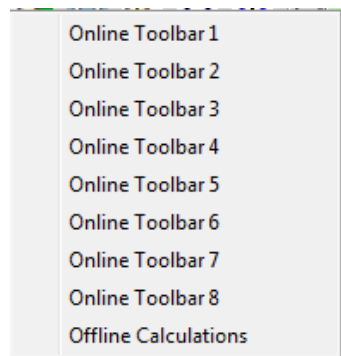 Online Toolbar 1
Online Toolbar 2
Online Toolbar 3
Online Toolbar 4
Online Toolbar 5
Online Toolbar 6
Online Toolbar 7
Online Toolbar 8
Offline Calculations